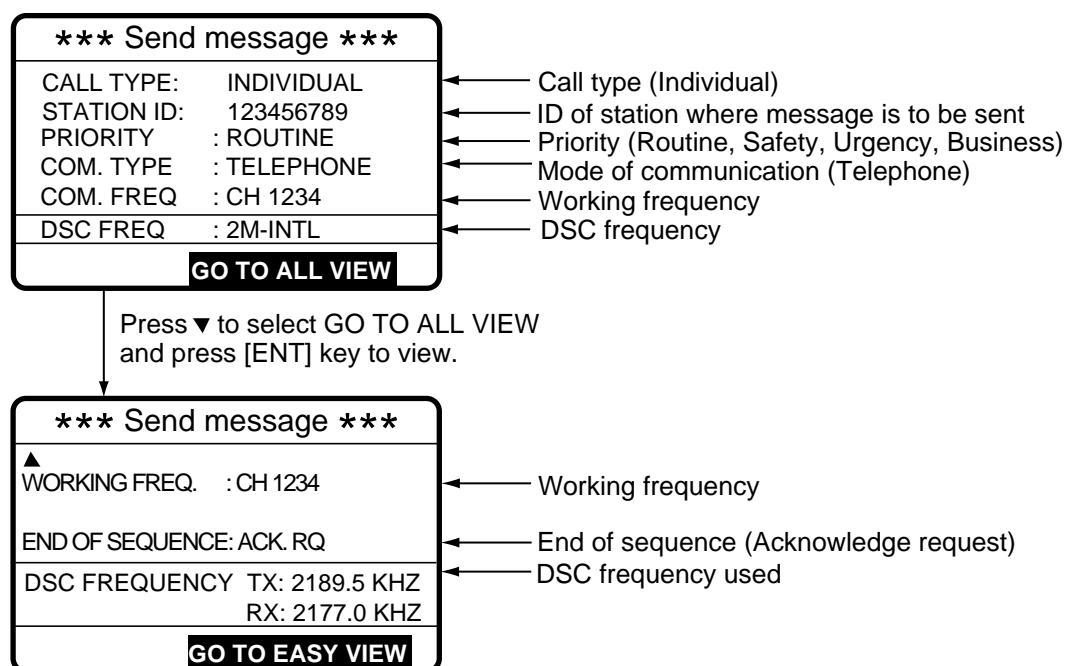 *** Send message ***
CALL TYPE: INDIVIDUAL
STATION ID: 123456789
PRIORITY : ROUTINE
COM. TYPE : TELEPHONE
COM. FREQ : CH 1234
DSC FREQ : 2M-INTL
GO TO ALL VIEW
Call type (Individual)
ID of station where message is to be sent
Priority (Routine, Safety, Urgency, Business)
Mode of communication (Telephone)
Working frequency
DSC frequency
Press ▼ to select GO TO ALL VIEW
and press [ENT] key to view.
*** Send message ***
▲
WORKING FREQ. : CH 1234
END OF SEQUENCE: ACK. RQ
DSC FREQUENCY TX: 2189.5 KHZ
RX: 2177.0 KHZ
GO TO EASY VIEW
Working frequency
End of sequence (Acknowledge request)
DSC frequency used